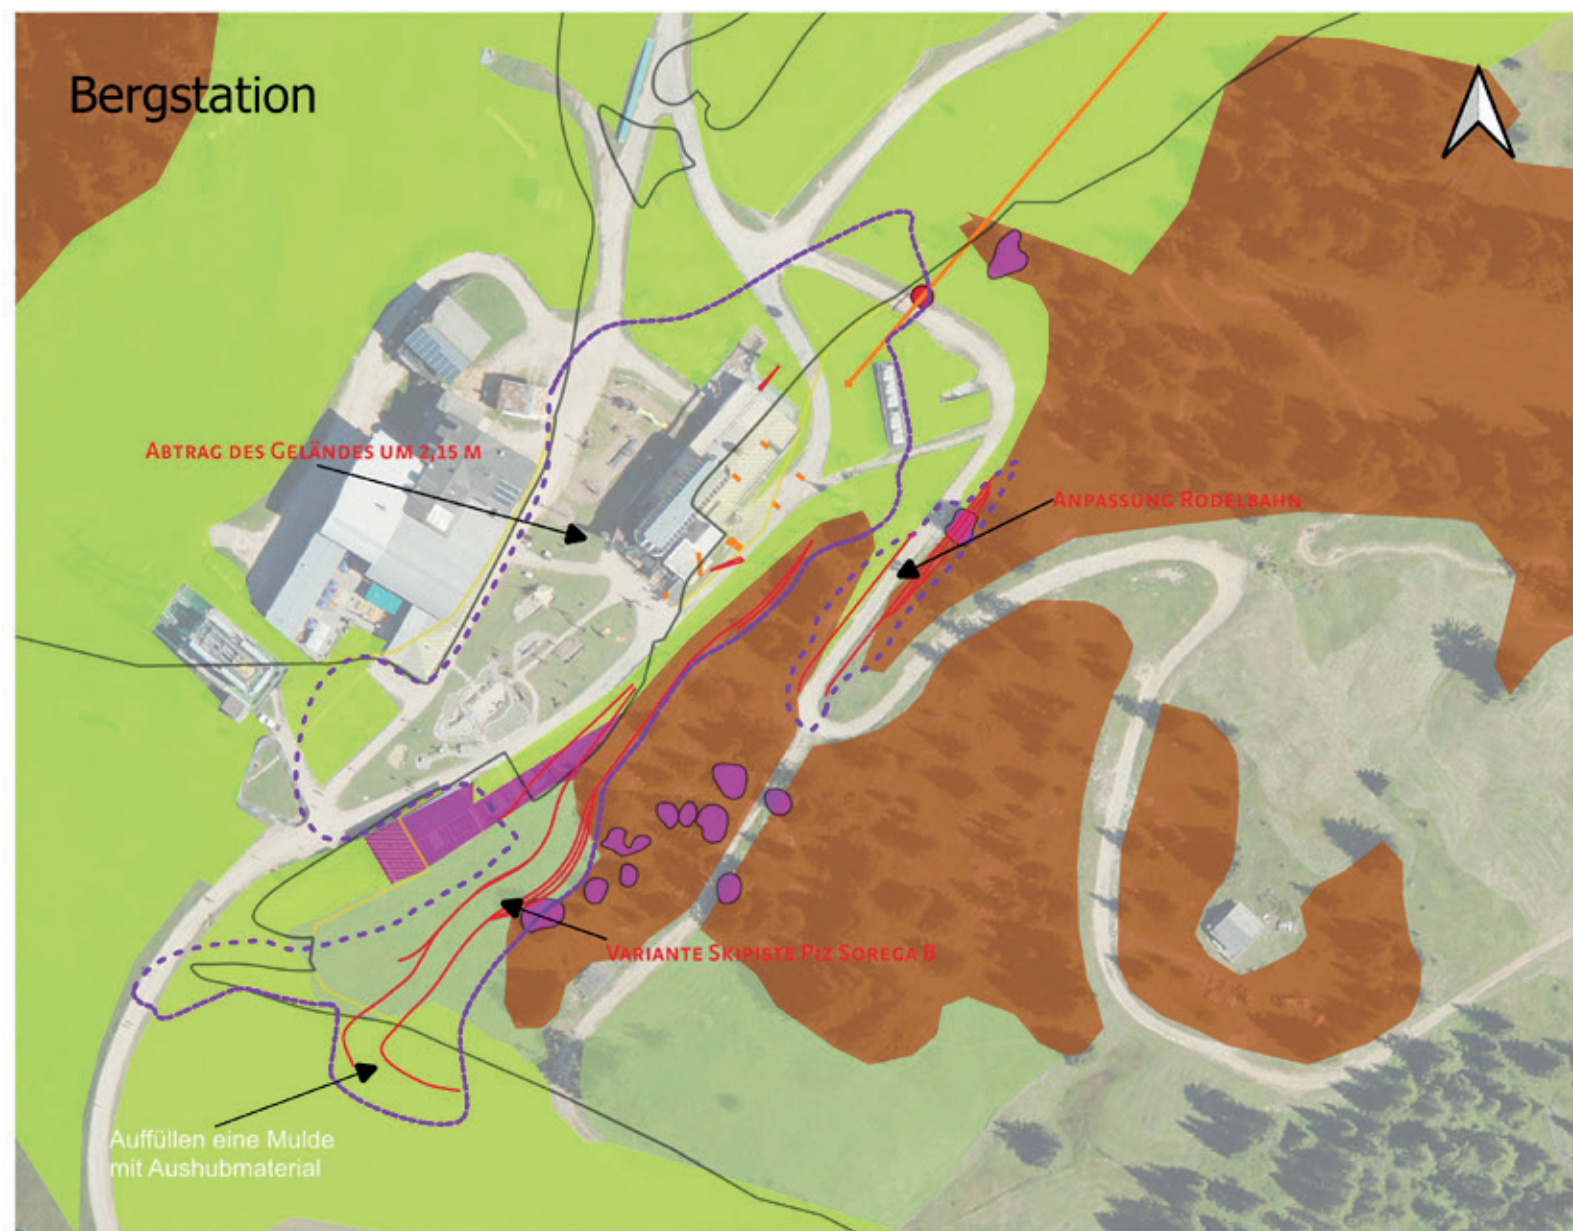 Bergstation
Abtrag des Geländes um 2,15 m
Anpassung Rodelbahn
Variante Skipiste Piz Sorega B
Auffüllen eine Mulde
mit Aushubmaterial